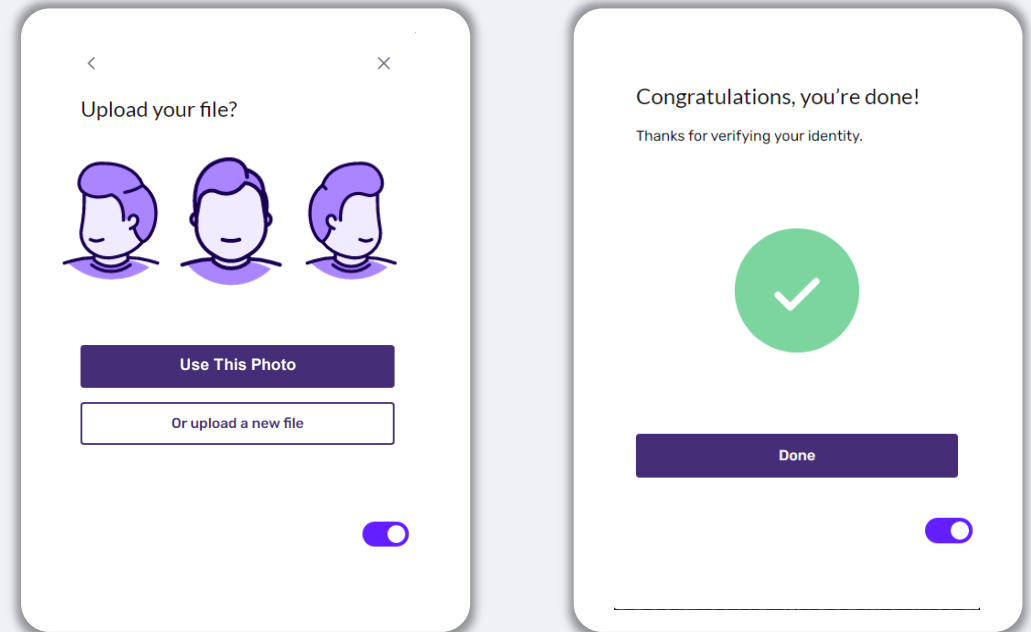 Upload your file?
Use This Photo
Or upload a new file
Congratulations, you’re done!
Thanks for verifying your identity.
Done